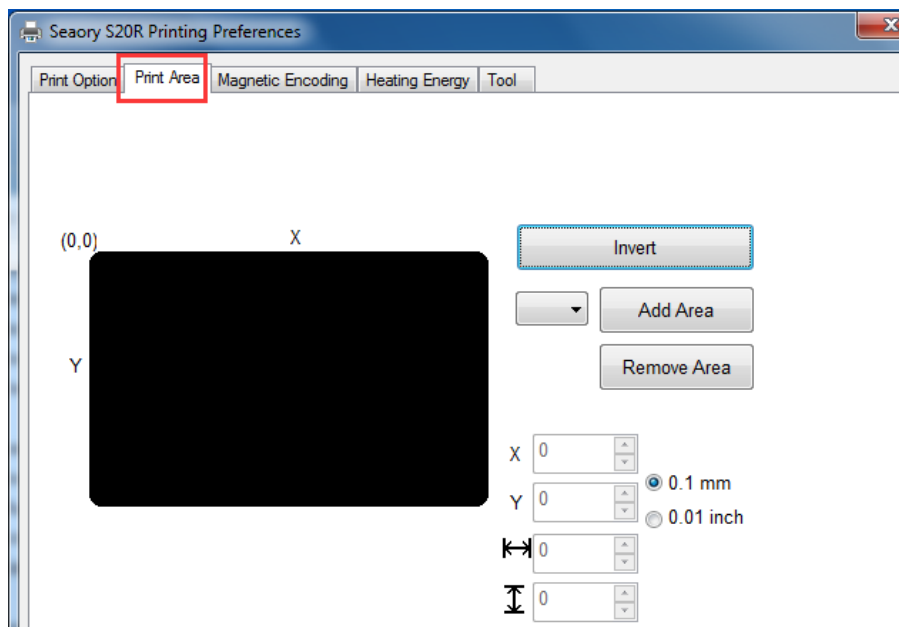 Seaory S20R Printing Preferences
Print Option Print Area Magnetic Encoding Heating Energy Tool
(0,0) X
Invert
Add Area
Y
Remove Area
X 0
0.1 mm
Y 0
0.01 inch
0
0